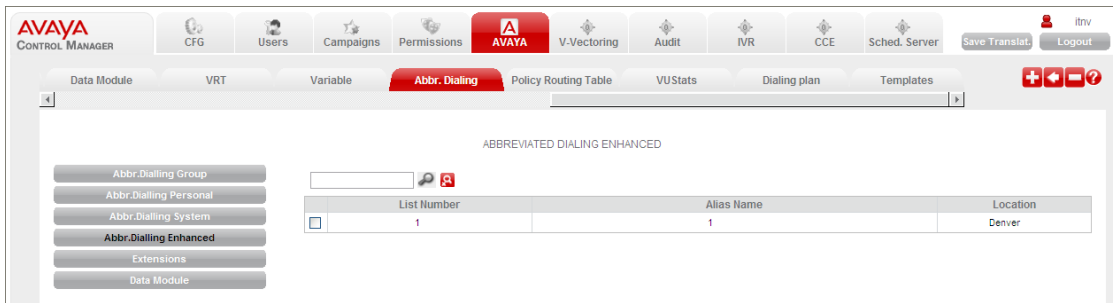 AVAYA
CONTROL MANAGER
CFG
Users
Campaigns
Permissions
AVAYA
V-Vectoring
Audit
IVR
CCE
Sched. Server
itnv
Save Translat.
Logout
Data Module
VRT
Variable
Abbr. Dialing
Policy Routing Table
VUStats
Dialing plan
Templates
ABBREVIATED DIALING ENHANCED
Abbr.Dialling Group
Abbr.Dialling Personal
Abbr.Dialling System
Abbr.Dialling Enhanced
Extensions
Data Module
List Number Alias Name Location
1 1 Denver